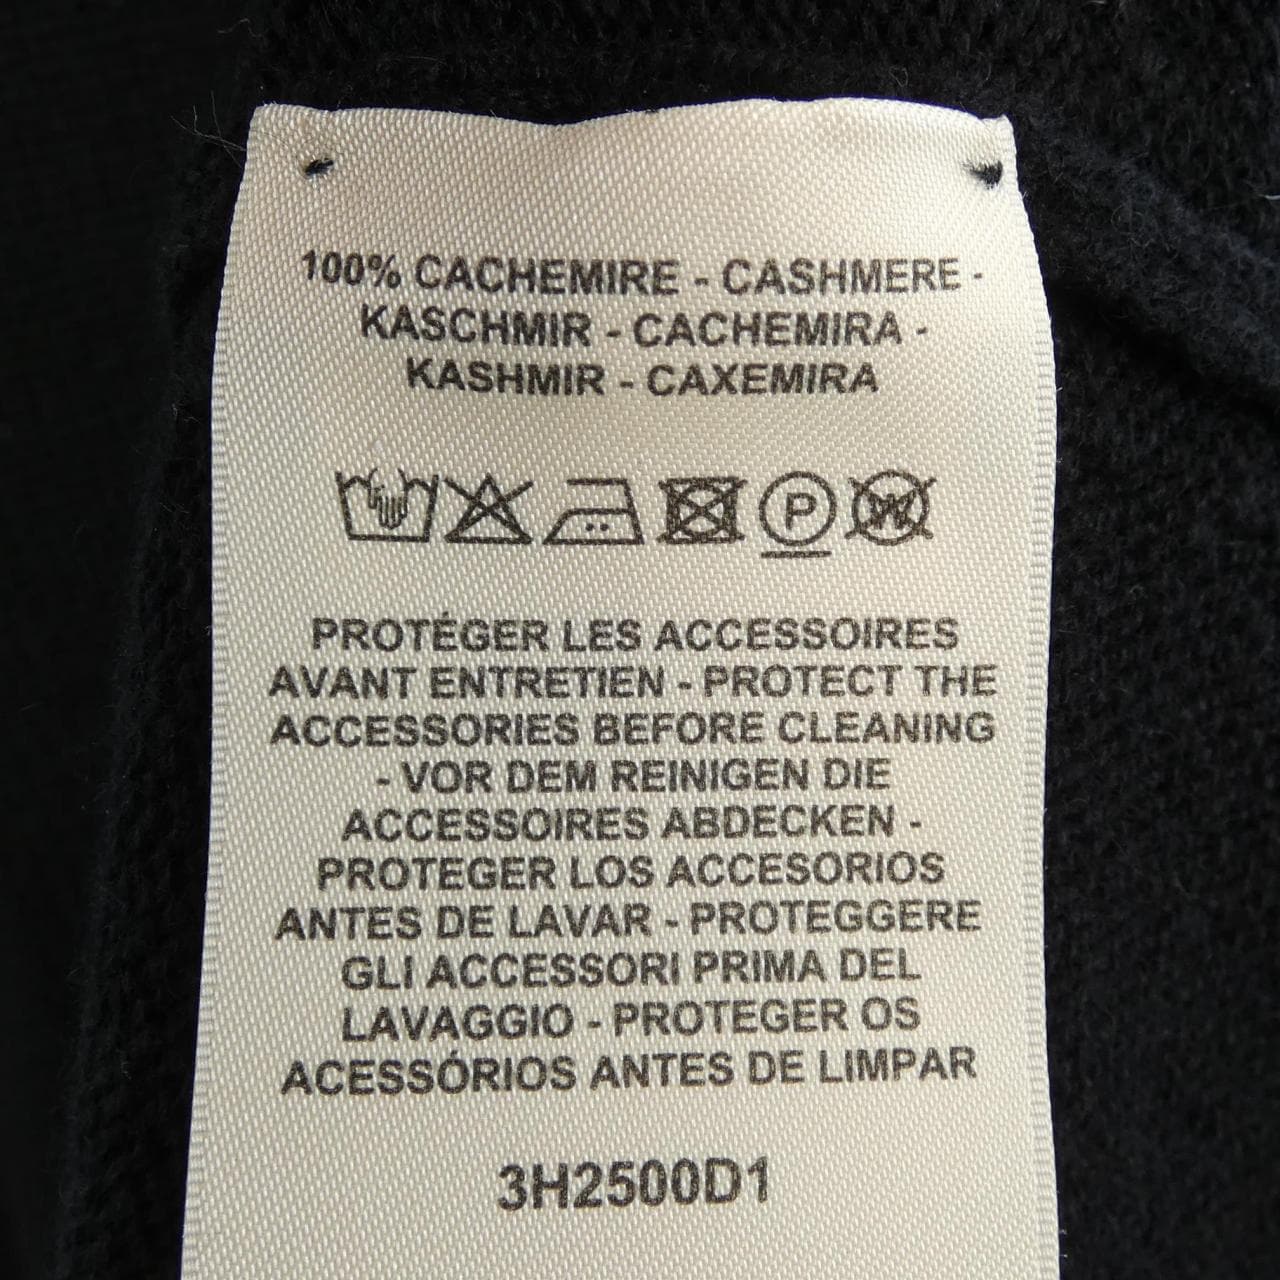 100% CACHEMIRE - CASHMERE -
KASCHMIR - CACHEMIRA -
KASHMIR - CAXEMIRA
P W
PROTÉGER LES ACCESSOIRES
AVANT ENTRETIEN - PROTECT THE
ACCESSORIES BEFORE CLEANING
- VOR DEM REINIGEN DIE
ACCESSOIRES ABDECKEN -
PROTEGER LOS ACCESORIOS
ANTES DE LAVAR - PROTEGGERE
GLI ACCESSORI PRIMA DEL
LAVAGGIO - PROTEGER OS
ACESSÓRIOS ANTES DE LIMPAR
3H2500D1